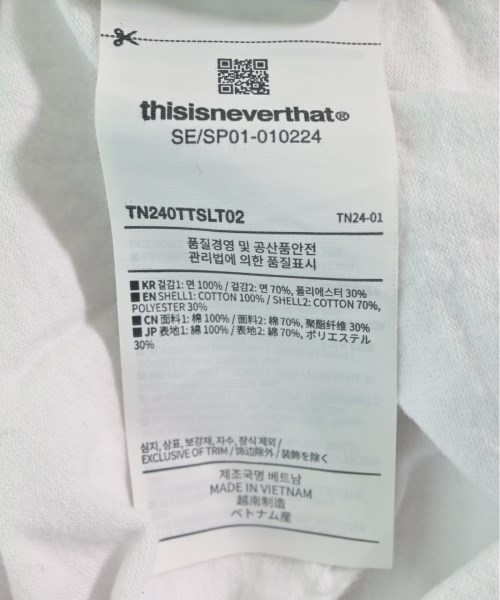 thisisneverthat®
SE/SP01-010224
TN240TTSLT02
TN24-01
품질경영 및 공산품안전
관리법에 의한 품질표시
■ KR 겉감1: 면 100% / 겉감2: 면 70%, 폴리에스터 30%
■ EN SHELL1: COTTON 100% / SHELL2: COTTON 70%,
POLYESTER 30%
■ CN 面料1: 棉 100% / 面料2: 棉 70%, 聚酯纤维 30%
■ JP 表地1: 綿 100% / 表地2: 綿 70%, ポリエステル
30%
심지, 상표, 보강재, 자수, 장식 제외 /
EXCLUSIVE OF TRIM / 饰边除外 / 装飾を除く
제조국명 베트남
MADE IN VIETNAM
越南制造
ベトナム産